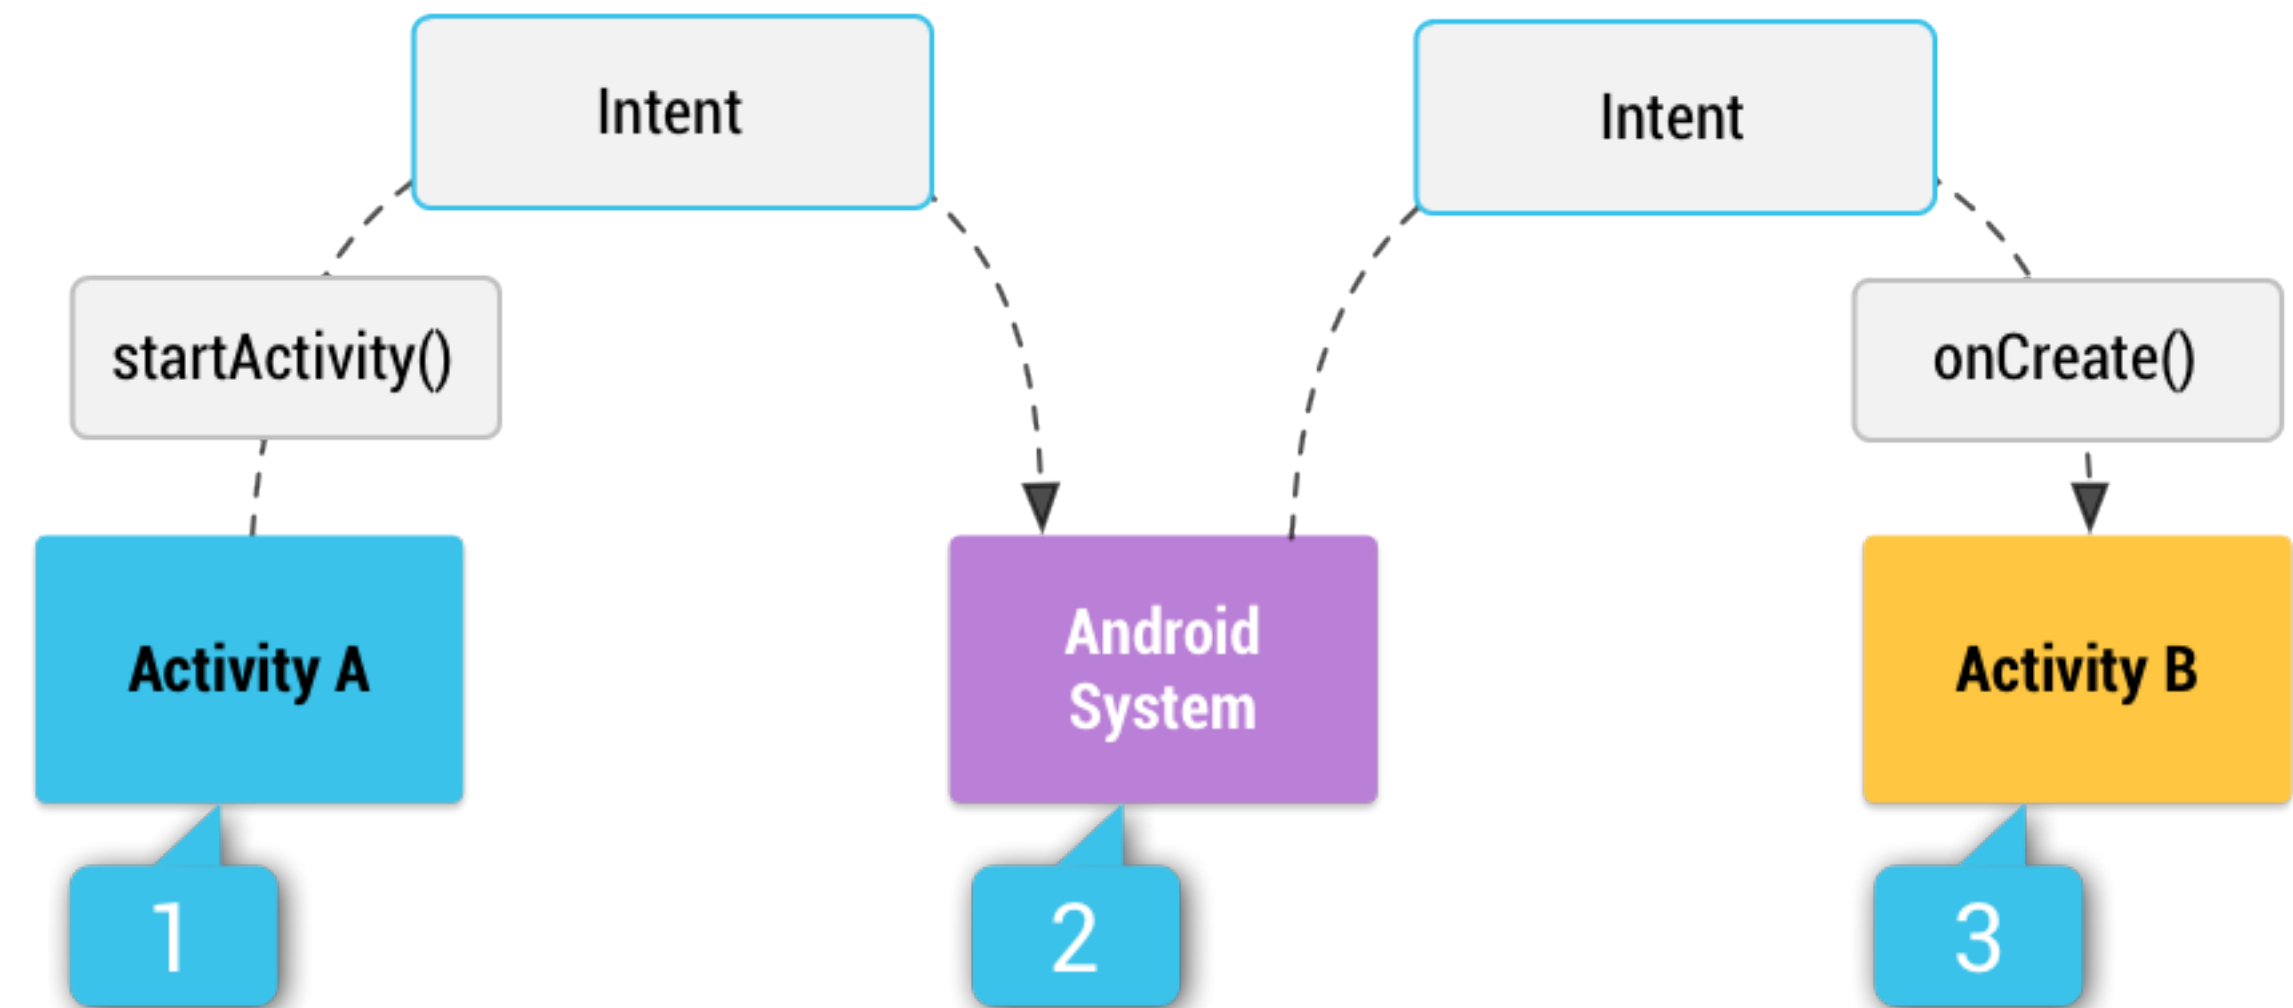 Intent
Intent
startActivity()
onCreate()
Activity A
Android
System
Activity B
1
2
3